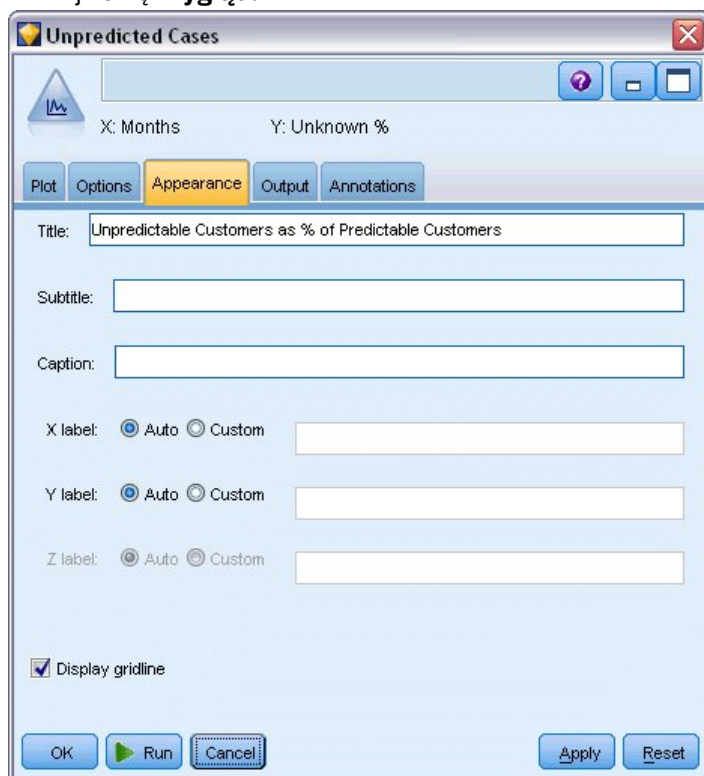 Unpredicted Cases
X: Months Y: Unknown %
Plot Options Appearance Output Annotations
Title: Unpredictable Customers as % of Predictable Customers
Subtitle:
Caption:
X label: Auto Custom
Y label: Auto Custom
Z label: Auto Custom
Display gridline
OK Run Cancel Apply Reset